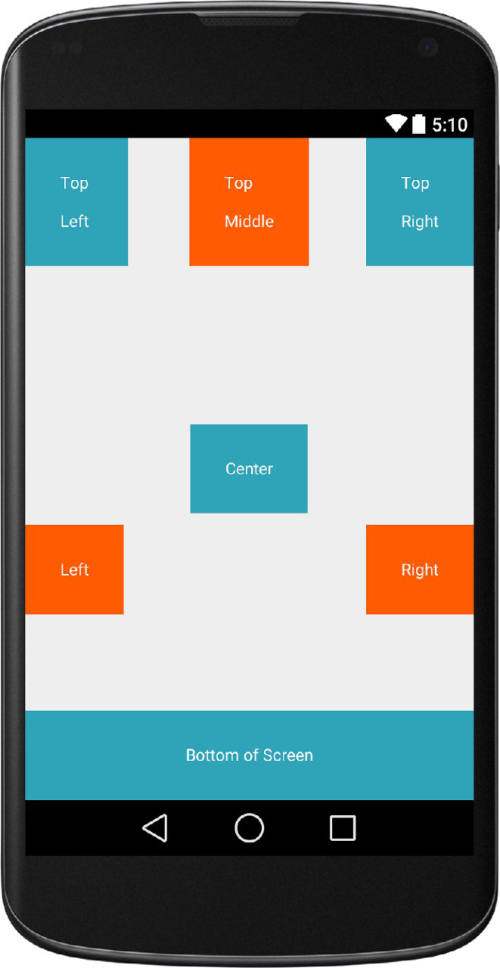 5:10
Top
Left
Top
Middle
Top
Right
Center
Left
Right
Bottom of Screen